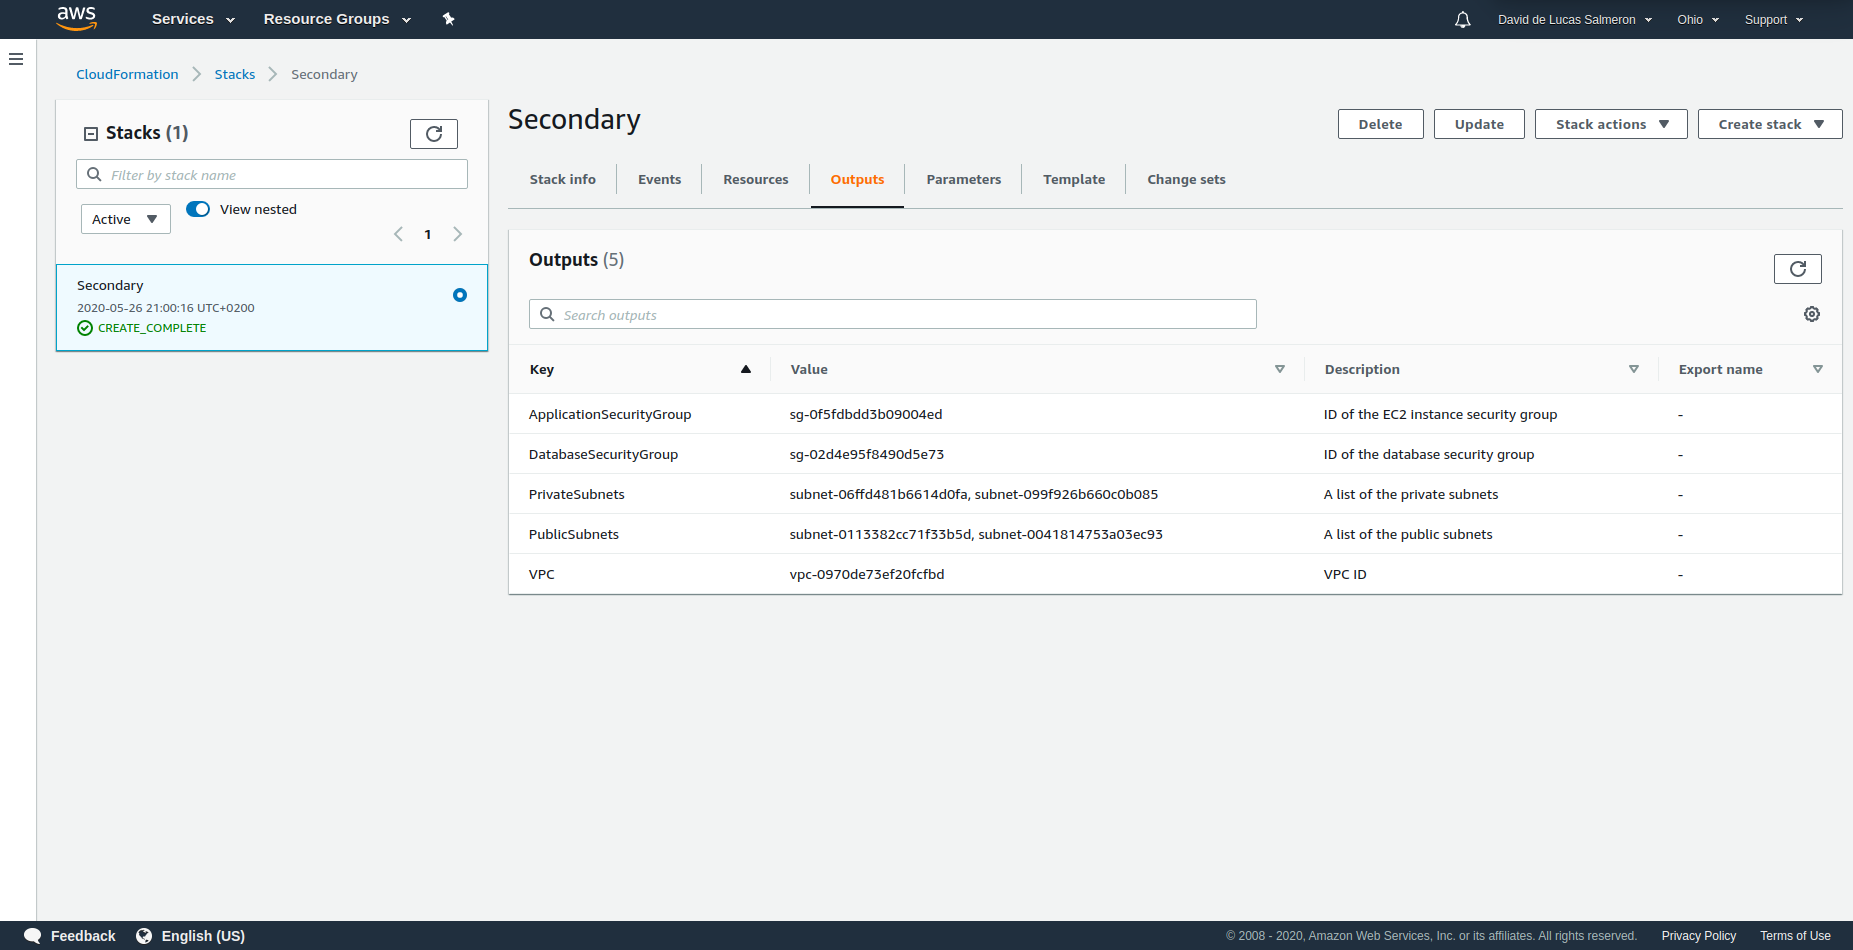 aws Services Resource Groups David de Lucas Salmeron Ohio Support
CloudFormation Stacks Secondary
Stacks (1)
Filter by stack name
Active View nested
1
Secondary
2020-05-26 21:00:16 UTC+0200
CREATE_COMPLETE
Secondary
Delete Update Stack actions Create stack
Stack info Events Resources Outputs Parameters Template Change sets
Outputs (5)
Search outputs
Key Value Description Export name
ApplicationSecurityGroup sg-0f5fdbdd3b09004ed ID of the EC2 instance security group -
DatabaseSecurityGroup sg-02d4e95f8490d5e73 ID of the database security group -
PrivateSubnets subnet-06ffd481b6614d0fa, subnet-099f926b660c0b085 A list of the private subnets -
PublicSubnets subnet-0113382cc71f33b5d, subnet-0041814753a03ec93 A list of the public subnets -
VPC vpc-0970de73ef20fcfbd VPC ID -
Feedback English (US) © 2008 - 2020, Amazon Web Services, Inc. or its affiliates. All rights reserved. Privacy Policy Terms of Use